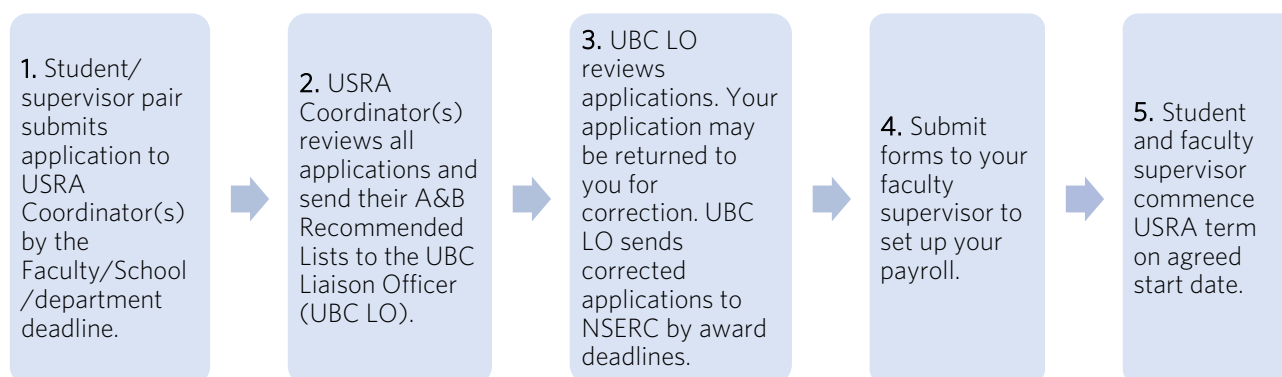 1. Student/
supervisor pair
submits
application to
USRA
Coordinator(s)
by the
Faculty/School
/department
deadline.
2. USRA
Coordinator(s)
reviews all
applications and
send their A&B
Recommended
Lists to the UBC
Liaison Officer
(UBC LO).
3. UBC LO
reviews
applications. Your
application may
be returned to
you for
correction. UBC
LO sends
corrected
applications to
NSERC by award
deadlines.
4. Submit
forms to your
faculty
supervisor to
set up your
payroll.
5. Student
and faculty
supervisor
commence
USRA term
on agreed
start date.